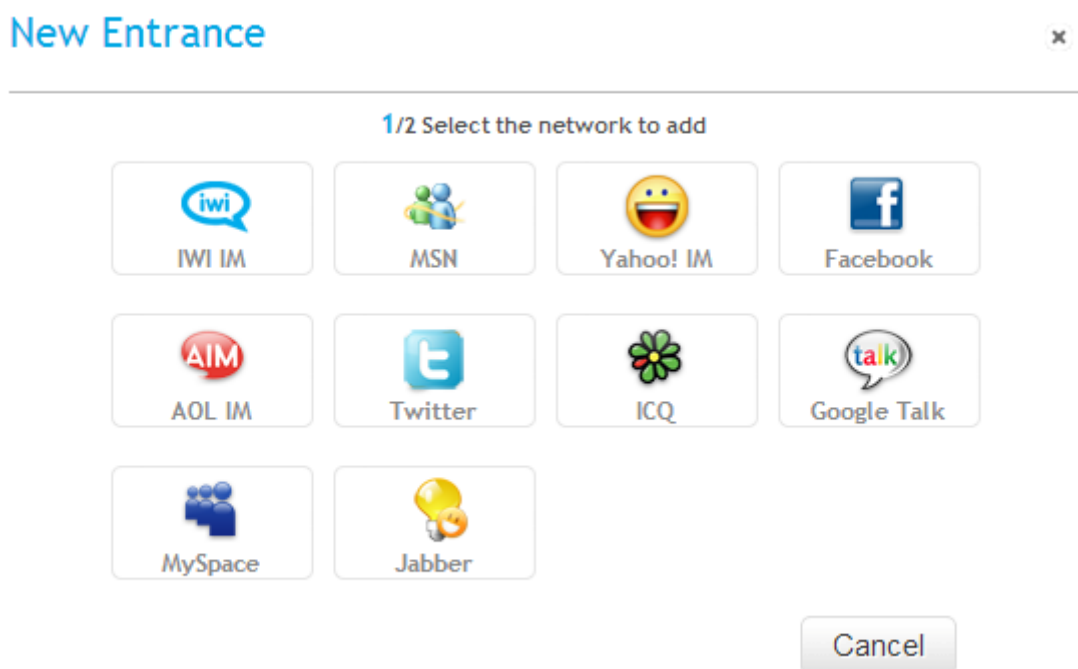 New Entrance
1/2 Select the network to add
iwi
IWI IM
MSN
Yahoo! IM
f
Facebook
AIM
AOL IM
t
Twitter
ICQ
talk
Google Talk
MySpace
Jabber
Cancel